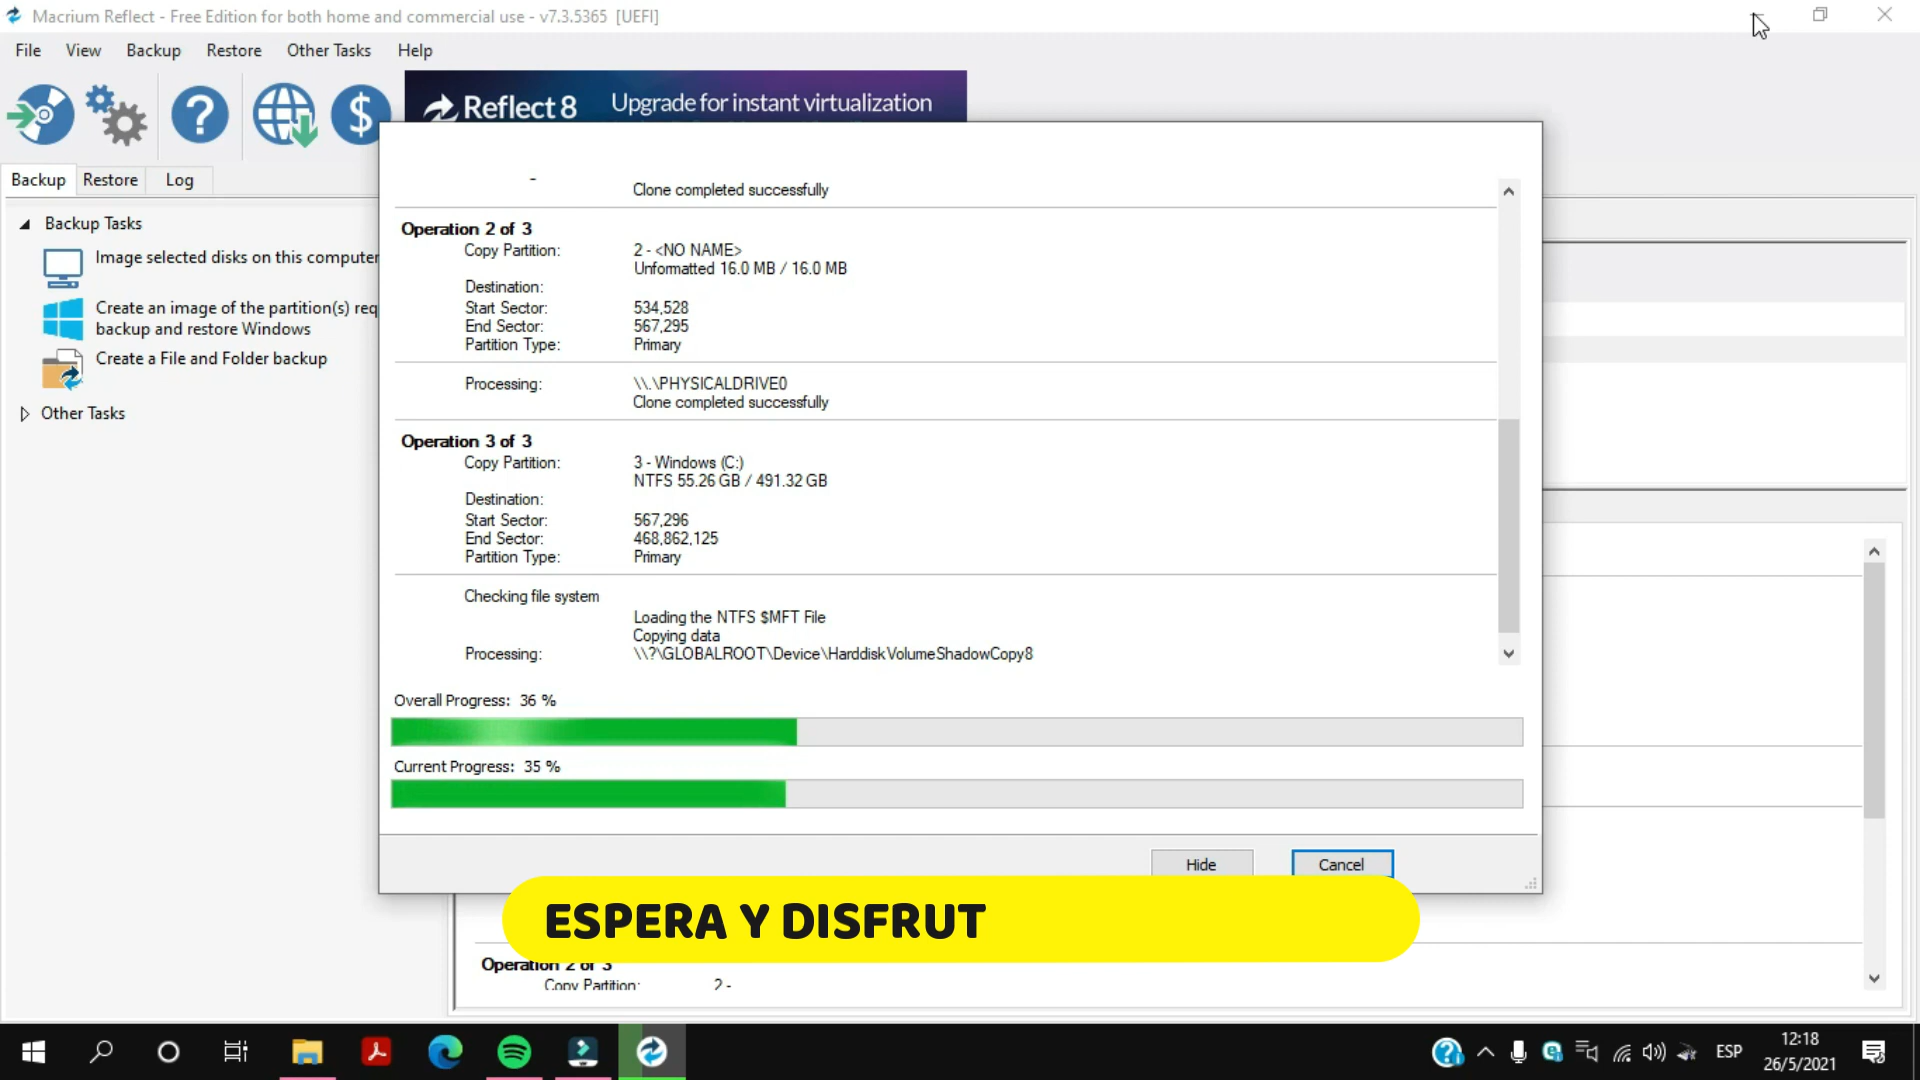 Macrium Reflect - Free Edition for both home and commercial use - v7.3.5365 [UEFI]
File View Backup Restore Other Tasks Help
Reflect 8 Upgrade for instant virtualization
Backup Restore Log
Backup Tasks
Image selected disks on this computer
Create an image of the partition(s) req
backup and restore Windows
Create a File and Folder backup
Other Tasks
Clone completed successfully
Operation 2 of 3
Copy Partition: 2 - <NO NAME>
Unformatted 16.0 MB / 16.0 MB
Destination:
Start Sector: 534,528
End Sector: 567,295
Partition Type: Primary
Processing: \\.\PHYSICALDRIVE0
Clone completed successfully
Operation 3 of 3
Copy Partition: 3 - Windows (C:)
NTFS 55.26 GB / 491.32 GB
Destination:
Start Sector: 567,296
End Sector: 468,862,125
Partition Type: Primary
Checking file system
Loading the NTFS $MFT File
Copying data
Processing: \\?\GLOBALROOT\Device\HarddiskVolumeShadowCopy8
Overall Progress: 36 %
Current Progress: 35 %
Hide Cancel
ESPERA Y DISFRUT
Operation 2 of 3
Copy Partition: 2 -
ESP
12:18
26/5/2021